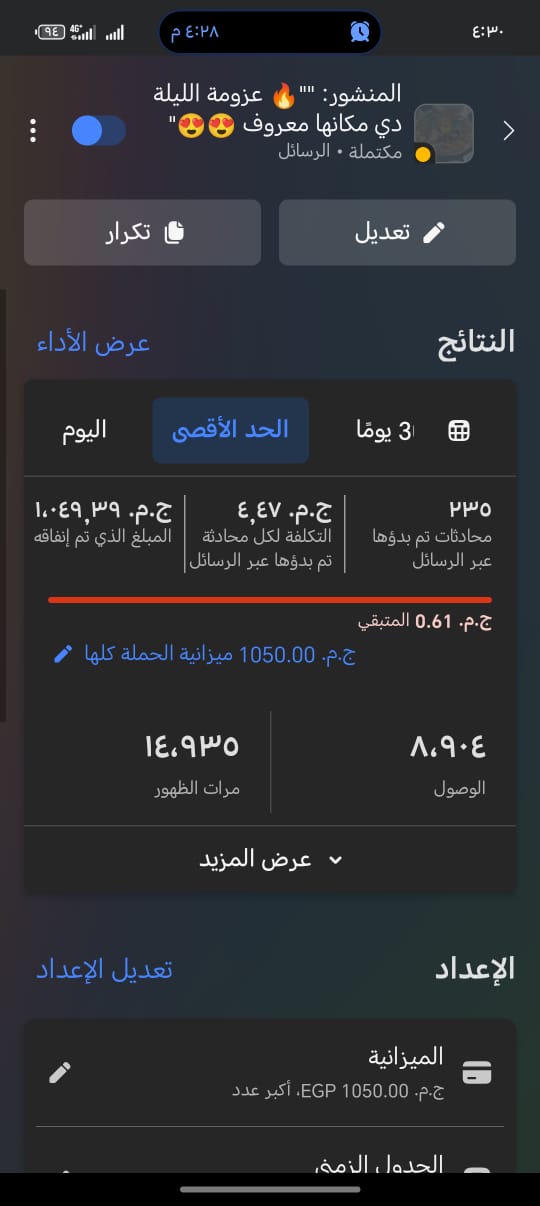 ٤:٣٠
٤:٢٨ م
4G+
٩٤
المنشور: ""🔥 عزومة الليلة
دي مكانها معروف 😍😍"
مكتملة • الرسائل
تعديل
تكرار
النتائج
عرض الأداء
30 يومًا
الحد الأقصى
اليوم
٢٣٥
محادثات تم بدؤها
عبر الرسائل
ج.م. ٤,٤٧
التكلفة لكل محادثة
تم بدؤها عبر الرسائل
ج.م. ١,٠٤٩,٣٩
المبلغ الذي تم إنفاقه
ج.م. 0.61 المتبقي
ج.م. 1050.00 ميزانية الحملة كلها
٨,٩٠٤
الوصول
١٤,٩٣٥
مرات الظهور
عرض المزيد
الإعداد
تعديل الإعداد
الميزانية
ج.م. 1050.00 EGP، أكبر عدد
الجدول الزمني